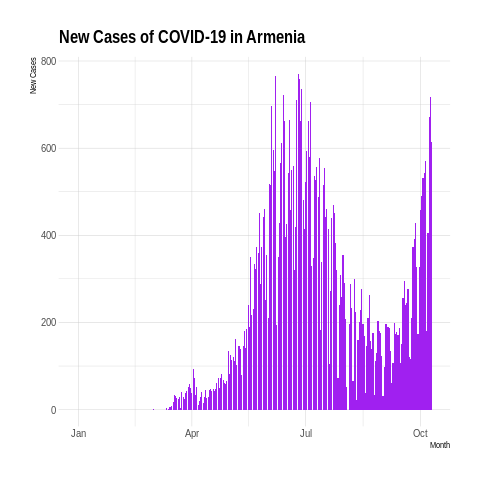 New Cases of COVID-19 in Armenia
New Cases
800
600
400
200
0
Jan
Apr
Jul
Oct
Month